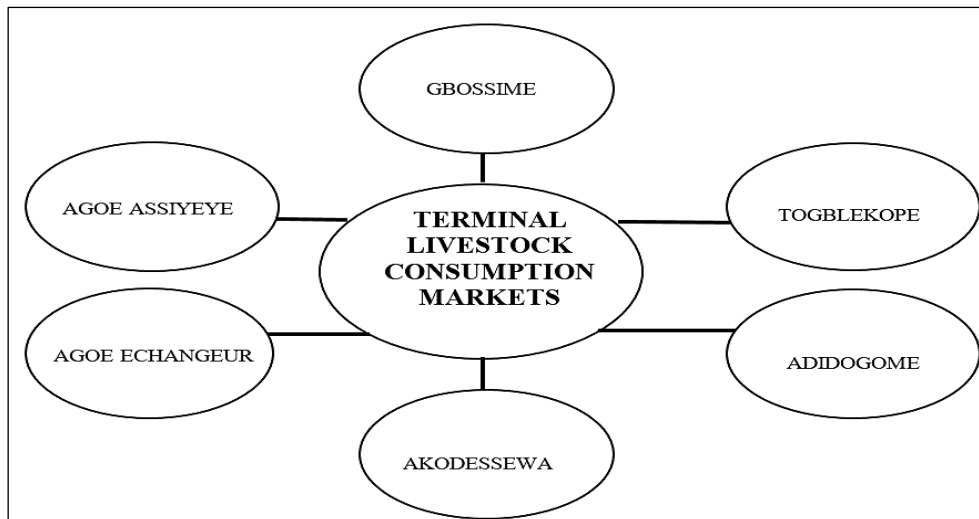 GBOSSIME
AGOE ASSIYEYE
TERMINAL
LIVESTOCK
CONSUMPTION
MARKETS
TOGBLEKOPE
AGOE ECHANGEUR
ADIDOGOME
AKODESSEWA